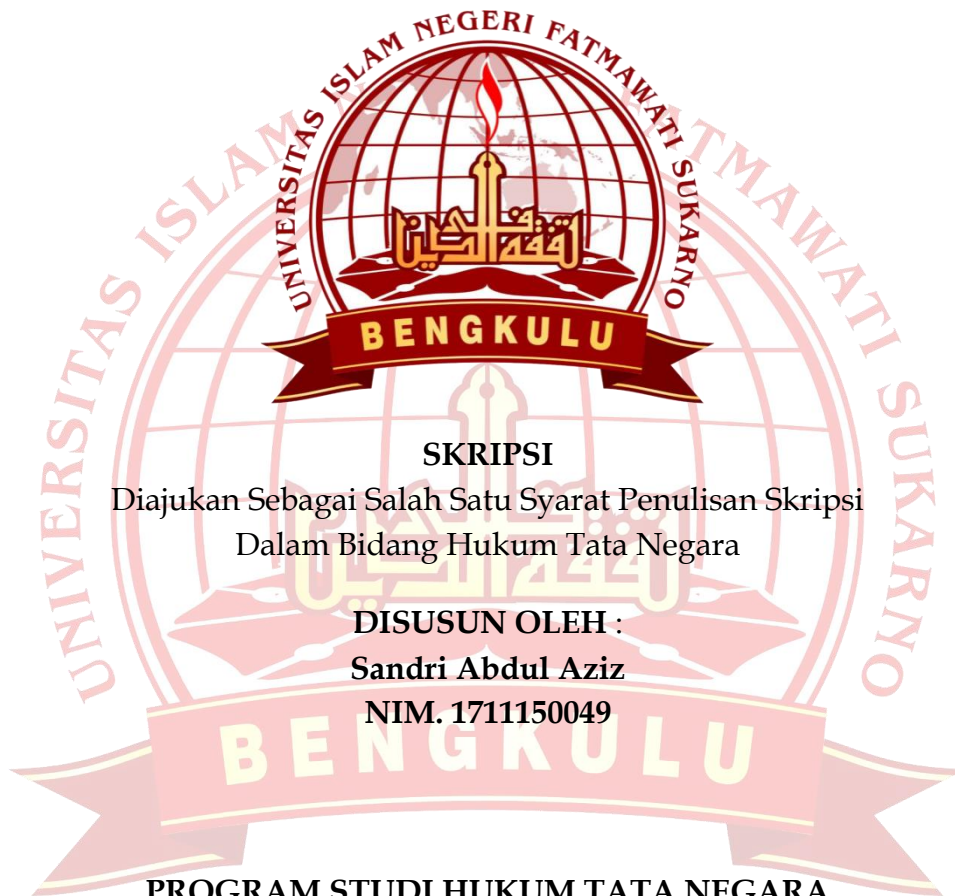 UNIVERSITAS ISLAM NEGERI FATMAWATI SUKARNO
BENGKULU
SKRIPSI
Diajukan Sebagai Salah Satu Syarat Penulisan Skripsi
Dalam Bidang Hukum Tata Negara
DISUSUN OLEH :
Sandri Abdul Aziz
NIM. 1711150049
BENGKULU
PROGRAM STUDI HUKUM TATA NEGARA